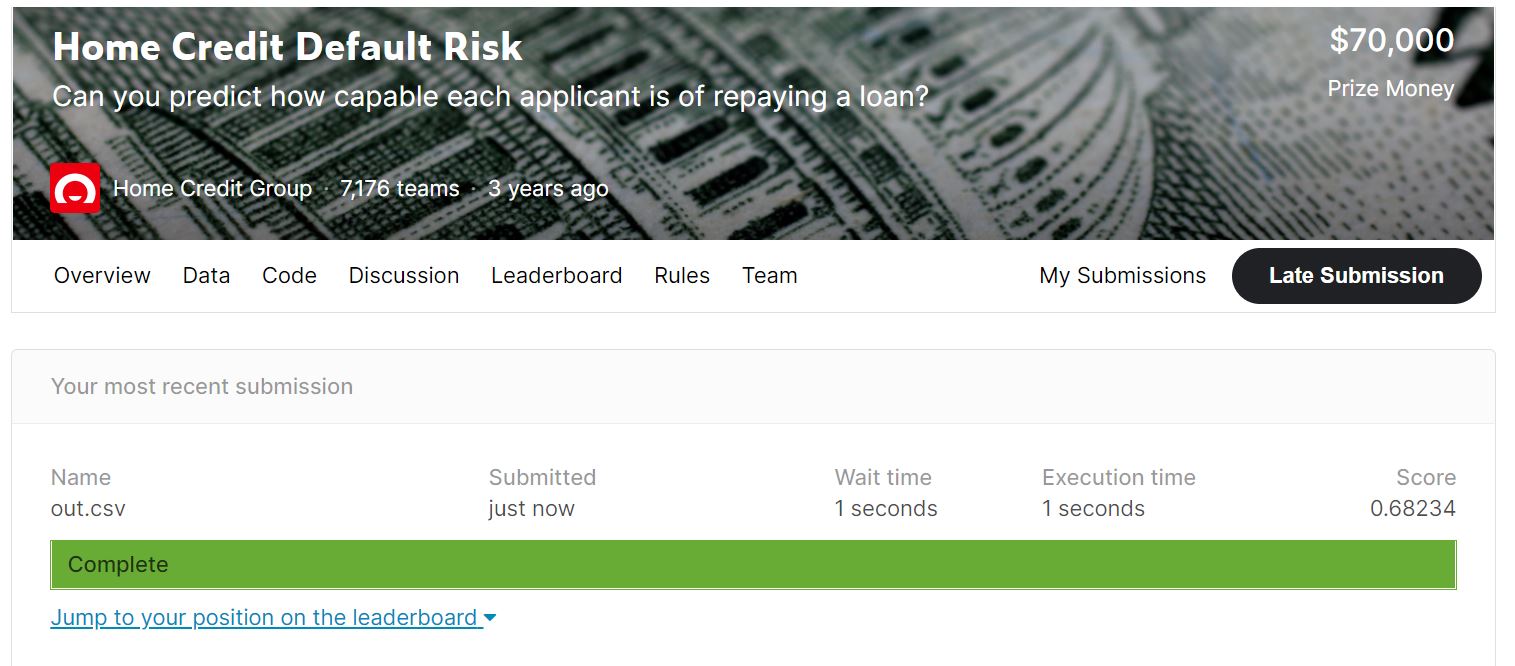 Home Credit Default Risk
$70,000
Can you predict how capable each applicant is of repaying a loan?
Prize Money
Home Credit Group · 7,176 teams · 3 years ago
Overview Data Code Discussion Leaderboard Rules Team My Submissions Late Submission
Your most recent submission
Name Submitted Wait time Execution time Score
out.csv just now 1 seconds 1 seconds 0.68234
Complete
Jump to your position on the leaderboard